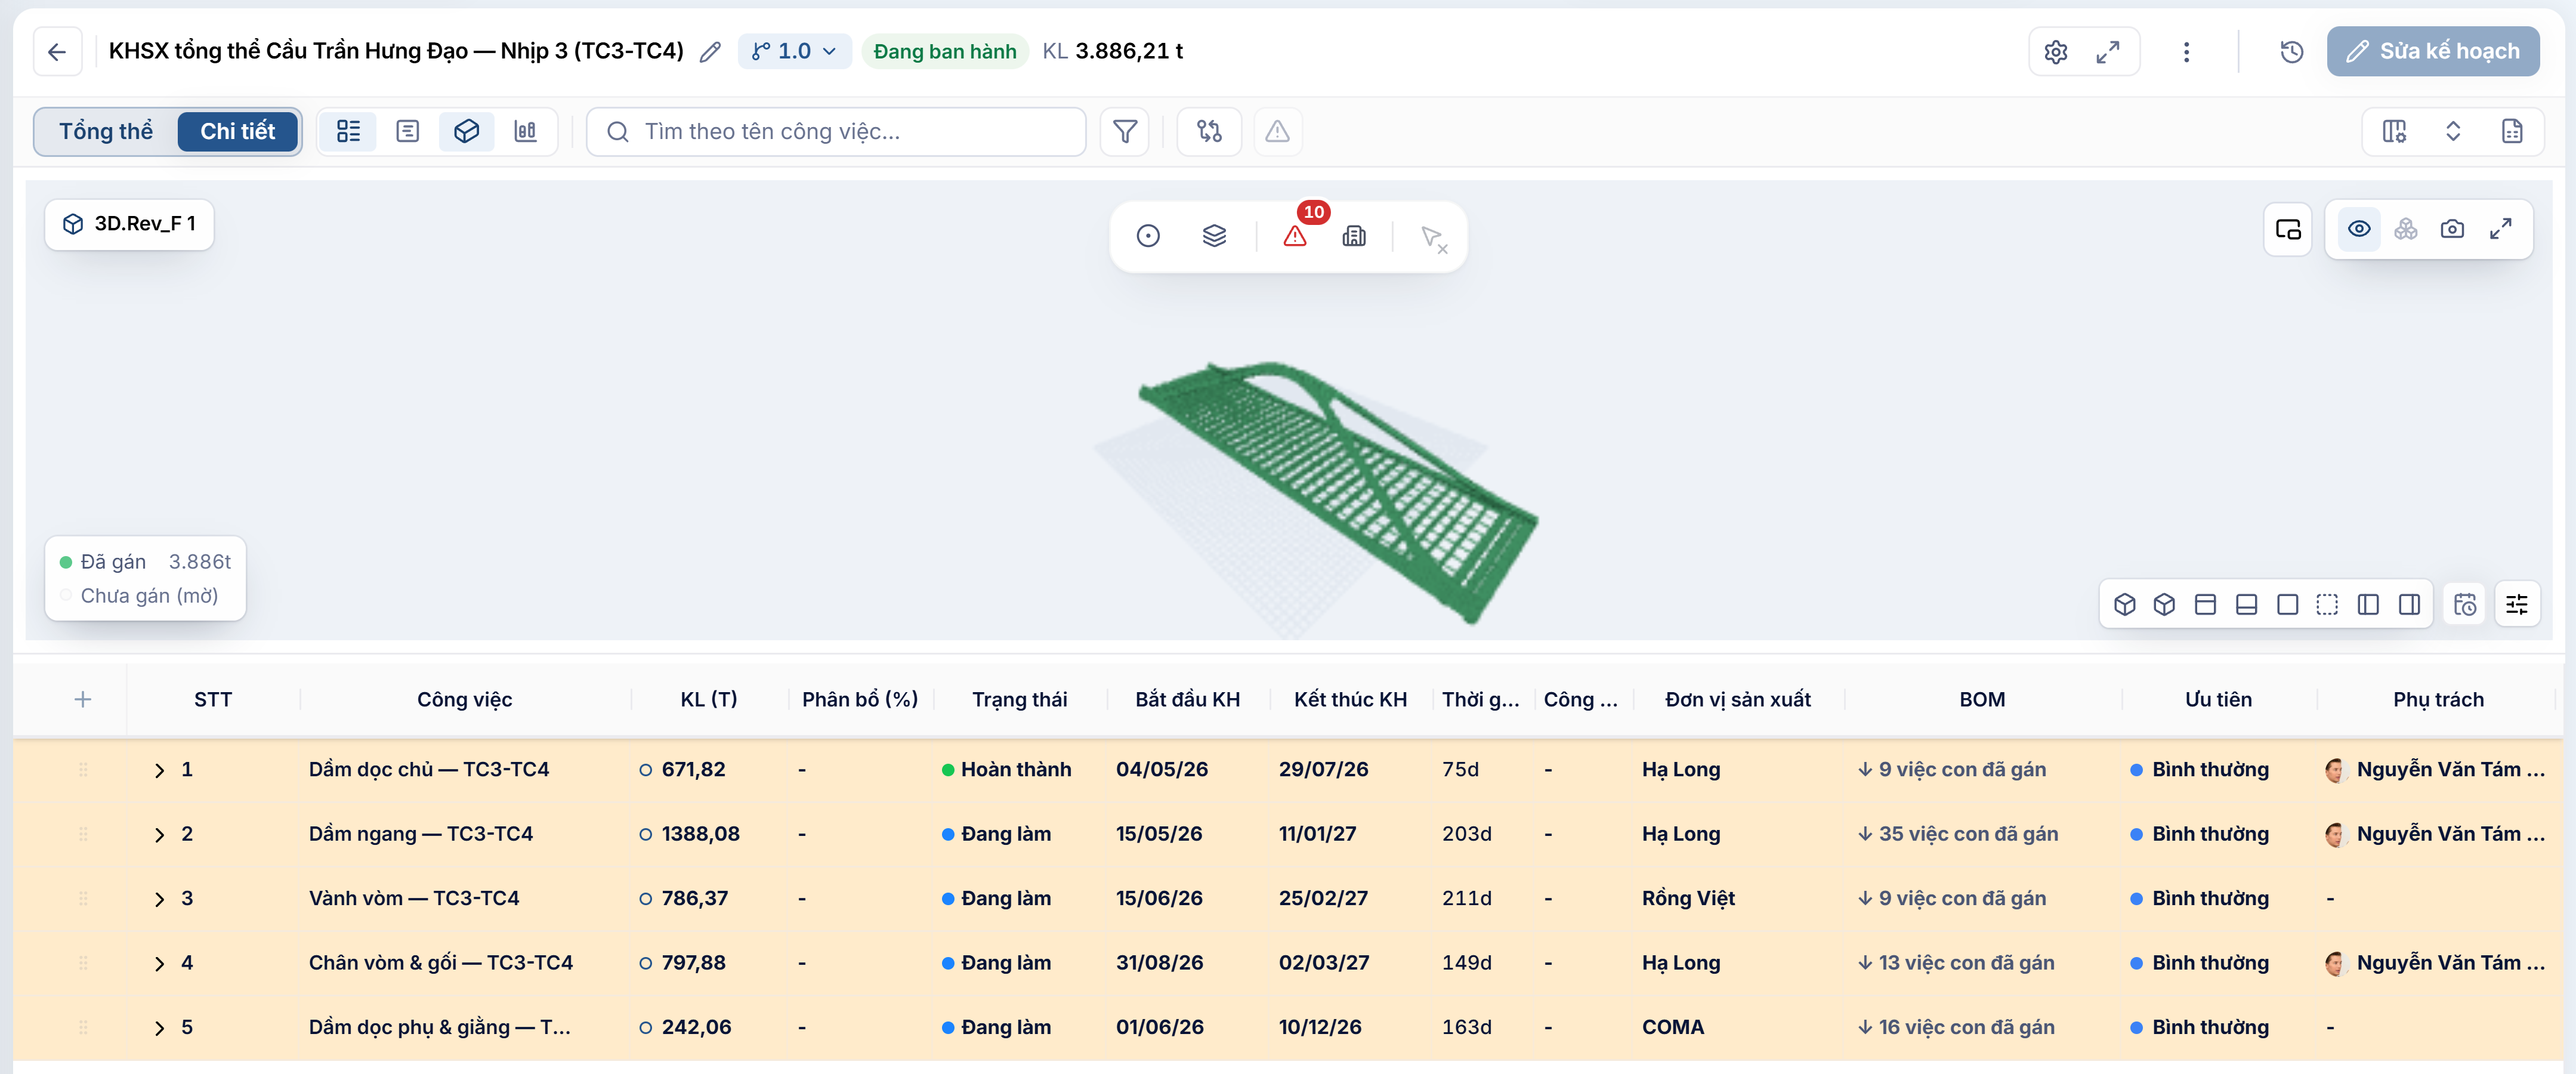 KHSX tổng thể Cầu Trần Hưng Đạo — Nhịp 3 (TC3-TC4) 1.0 Đang ban hành KL 3.886,21 t Sửa kế hoạch
Tổng thể Chi tiết Tìm theo tên công việc...
3D.Rev_F 1
10
Đã gán 3.886t
Chưa gán (mờ)
STT Công việc KL (T) Phân bổ (%) Trạng thái Bắt đầu KH Kết thúc KH Thời g... Công ... Đơn vị sản xuất BOM Ưu tiên Phụ trách
1 Dầm dọc chủ — TC3-TC4 671,82 - Hoàn thành 04/05/26 29/07/26 75d - Hạ Long ↓ 9 việc con đã gán Bình thường Nguyễn Văn Tám ...
2 Dầm ngang — TC3-TC4 1388,08 - Đang làm 15/05/26 11/01/27 203d - Hạ Long ↓ 35 việc con đã gán Bình thường Nguyễn Văn Tám ...
3 Vành vòm — TC3-TC4 786,37 - Đang làm 15/06/26 25/02/27 211d - Rồng Việt ↓ 9 việc con đã gán Bình thường -
4 Chân vòm & gối — TC3-TC4 797,88 - Đang làm 31/08/26 02/03/27 149d - Hạ Long ↓ 13 việc con đã gán Bình thường Nguyễn Văn Tám ...
5 Dầm dọc phụ & giằng — T... 242,06 - Đang làm 01/06/26 10/12/26 163d - COMA ↓ 16 việc con đã gán Bình thường -